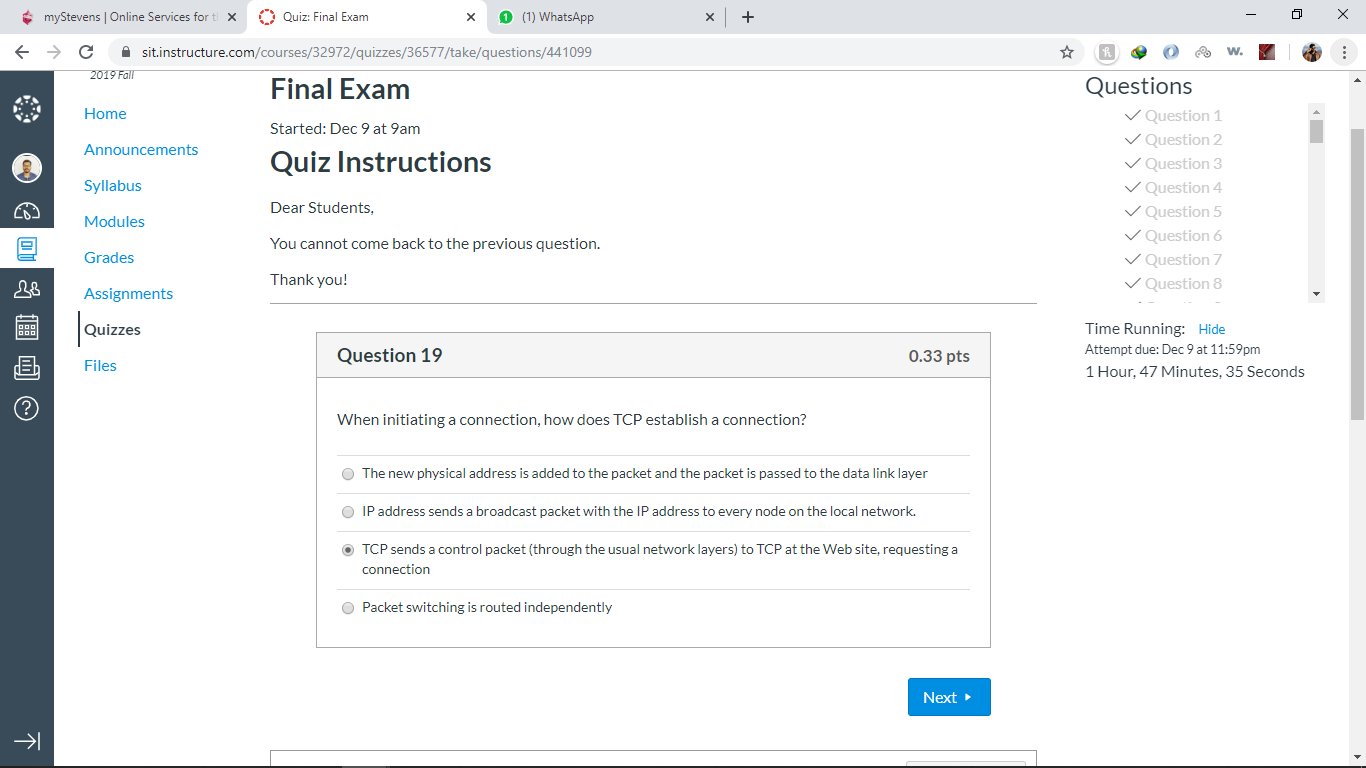 myStevens | Online Services for t
Quiz: Final Exam
1
(1) WhatsApp
sit.instructure.com/courses/32972/quizzes/36577/take/questions/441099
R
w.
2019 Fall
Home
Announcements
Syllabus
Modules
Grades
Assignments
Quizzes
Files
Final Exam
Started: Dec 9 at 9am
Quiz Instructions
Dear Students,
You cannot come back to the previous question.
Thank you!
Question 19
0.33 pts
When initiating a connection, how does TCP establish a connection?
The new physical address is added to the packet and the packet is passed to the data link layer
IP address sends a broadcast packet with the IP address to every node on the local network.
TCP sends a control packet (through the usual network layers) to TCP at the Web site, requesting a
connection
Packet switching is routed independently
Next
Questions
Question 1
Question 2
Question 3
Question 4
Question 5
Question 6
Question 7
Question 8
Time Running: Hide
Attempt due: Dec 9 at 11:59pm
1 Hour, 47 Minutes, 35 Seconds